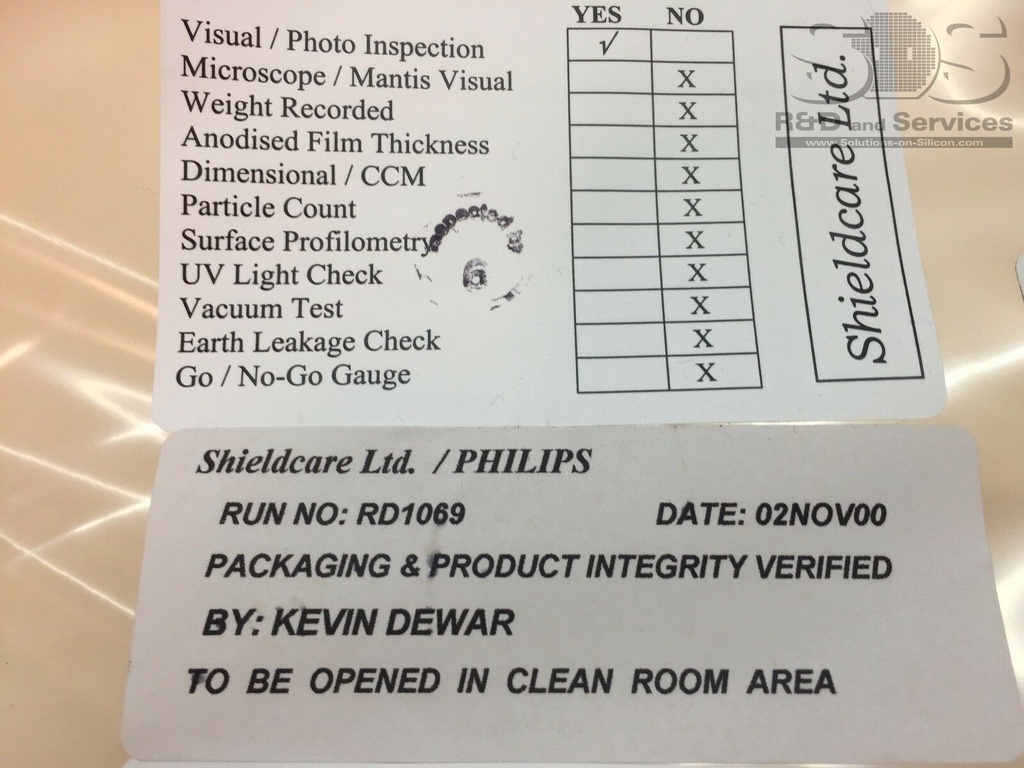 YES NO
Visual / Photo Inspection √
Microscope / Mantis Visual X
Weight Recorded X
Anodised Film Thickness X
Dimensional / CCM X
Particle Count X
Surface Profilometry X
UV Light Check X
Vacuum Test X
Earth Leakage Check X
Go / No-Go Gauge X
6
Shieldcare Ltd.
R&D and Services
www.Solutions-on-Silicon.com
Shieldcare Ltd. / PHILIPS
RUN NO: RD1069 DATE: 02NOV00
PACKAGING & PRODUCT INTEGRITY VERIFIED
BY: KEVIN DEWAR
TO BE OPENED IN CLEAN ROOM AREA